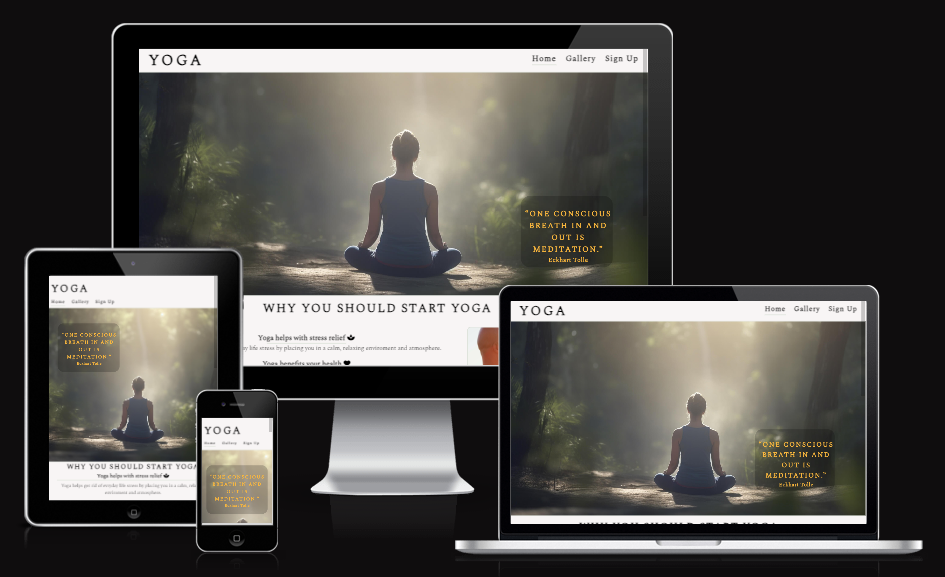 YOGA
Home Gallery Sign Up
"ONE CONSCIOUS
BREATH IN AND
OUT IS
MEDITATION."
Eckhart Tolle
WHY YOU SHOULD START YOGA
Yoga helps with stress relief
life stress by placing you in a calm, relaxing enviroment and atmosphere.
Yoga benefits your health
YOGA
Home Gallery Sign Up
"ONE CONSCIOUS
BREATH IN AND
OUT IS
MEDITATION."
Eckhart Tolle
WHY YOU SHOULD START YOGA
Yoga helps with stress relief
Yoga helps get rid of everyday life stress by placing you in a calm,
enviroment and atmosphere.
YOGA
Home Gallery Sign Up
"ONE CONSCIOUS
BREATH IN AND
OUT IS
MEDITATION."
Eckhart Tolle
YOGA
Home Gallery Sign Up
"ONE CONSCIOUS
BREATH IN AND
OUT IS
MEDITATION."
Eckhart Tolle
WHY YOU SHOULD START YOGA